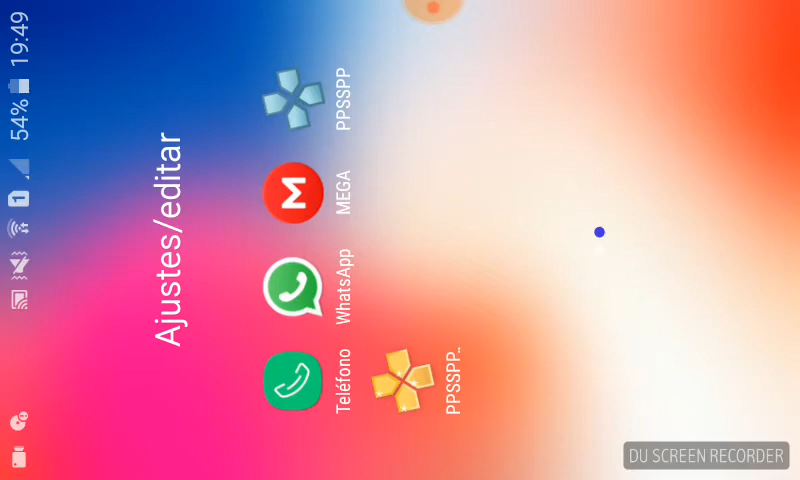 54% 19:49
Ajustes/editar
Teléfono WhatsApp MEGA PPSSPP
PPSSPP..
DU SCREEN RECORDER